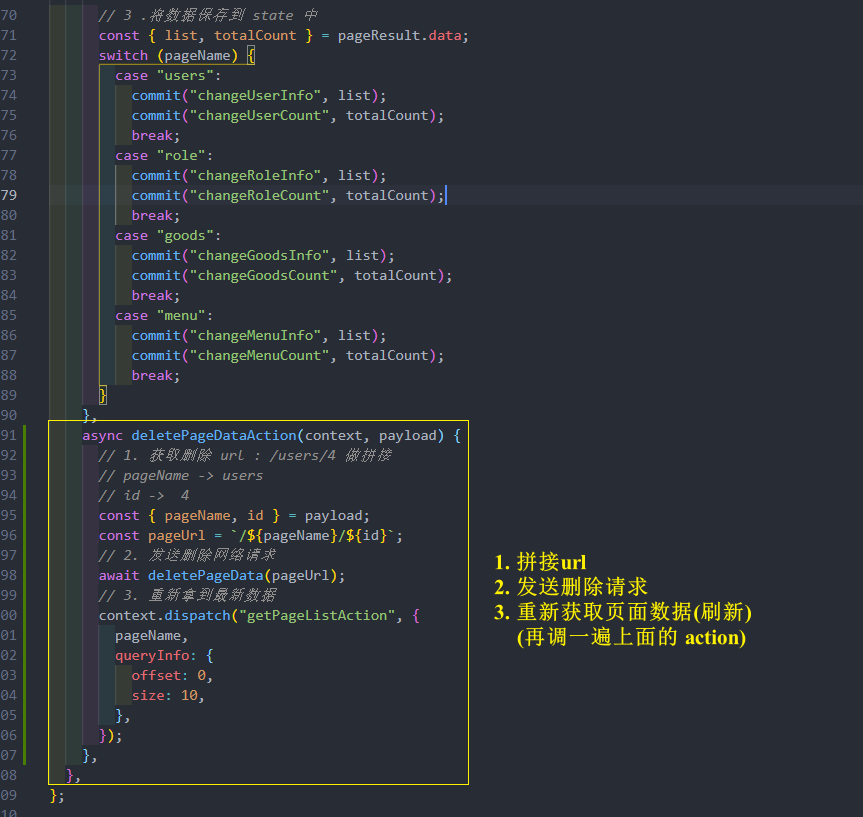 70 // 3 .将数据保存到 state 中
71 const { list, totalCount } = pageResult.data;
72 switch (pageName) {
73 case "users":
74 commit("changeUserInfo", list);
75 commit("changeUserCount", totalCount);
76 break;
77 case "role":
78 commit("changeRoleInfo", list);
79 commit("changeRoleCount", totalCount);
80 break;
81 case "goods":
82 commit("changeGoodsInfo", list);
83 commit("changeGoodsCount", totalCount);
84 break;
85 case "menu":
86 commit("changeMenuInfo", list);
87 commit("changeMenuCount", totalCount);
88 break;
89 }
90 },
91 async deletePageDataAction(context, payload) {
92 // 1. 获取删除 url : /users/4 做拼接
93 // pageName -> users
94 // id ->  4
95 const { pageName, id } = payload;
96 const pageUrl = `/${pageName}/${id}`;
97 // 2. 发送删除网络请求
98 await deletePageData(pageUrl);
99 // 3. 重新拿到最新数据
00 context.dispatch("getPageListAction", {
01 pageName,
02 queryInfo: {
03 offset: 0,
04 size: 10,
05 },
06 });
07 },
08 },
09 };
10
1. 拼接url
2. 发送删除请求
3. 重新获取页面数据(刷新)
(再调一遍上面的 action)